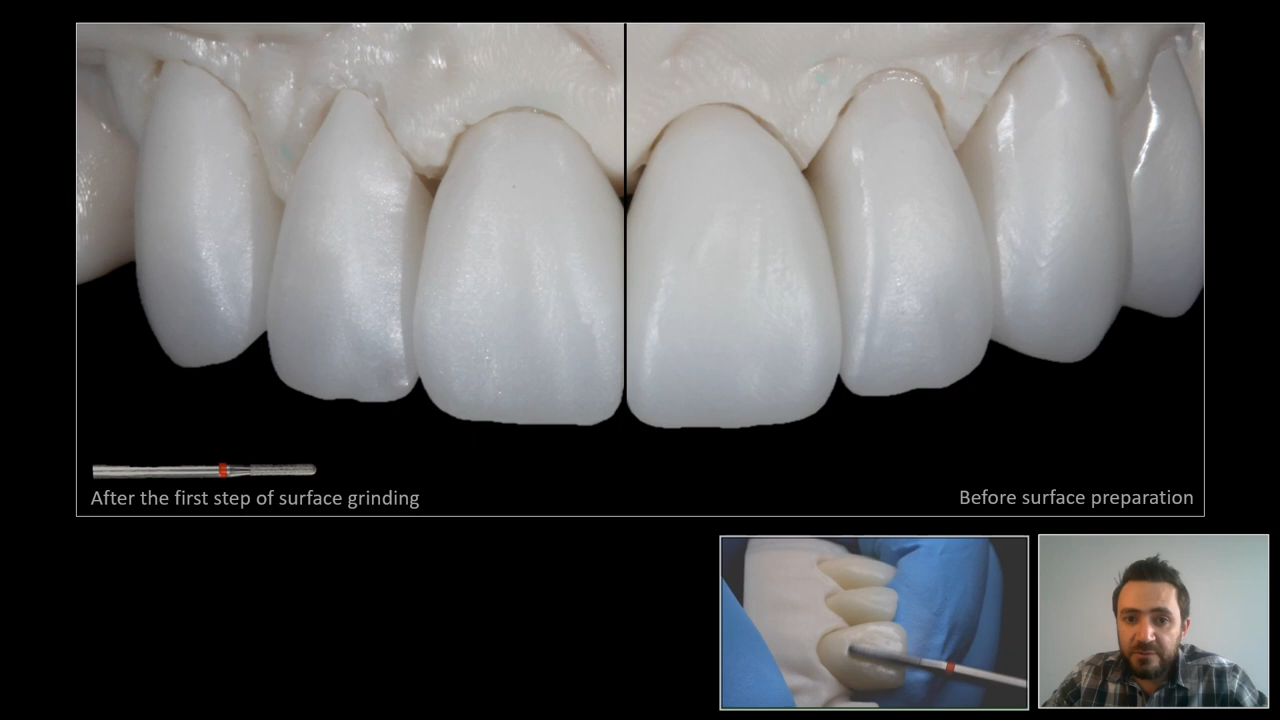 After the first step of surface grinding
Before surface preparation